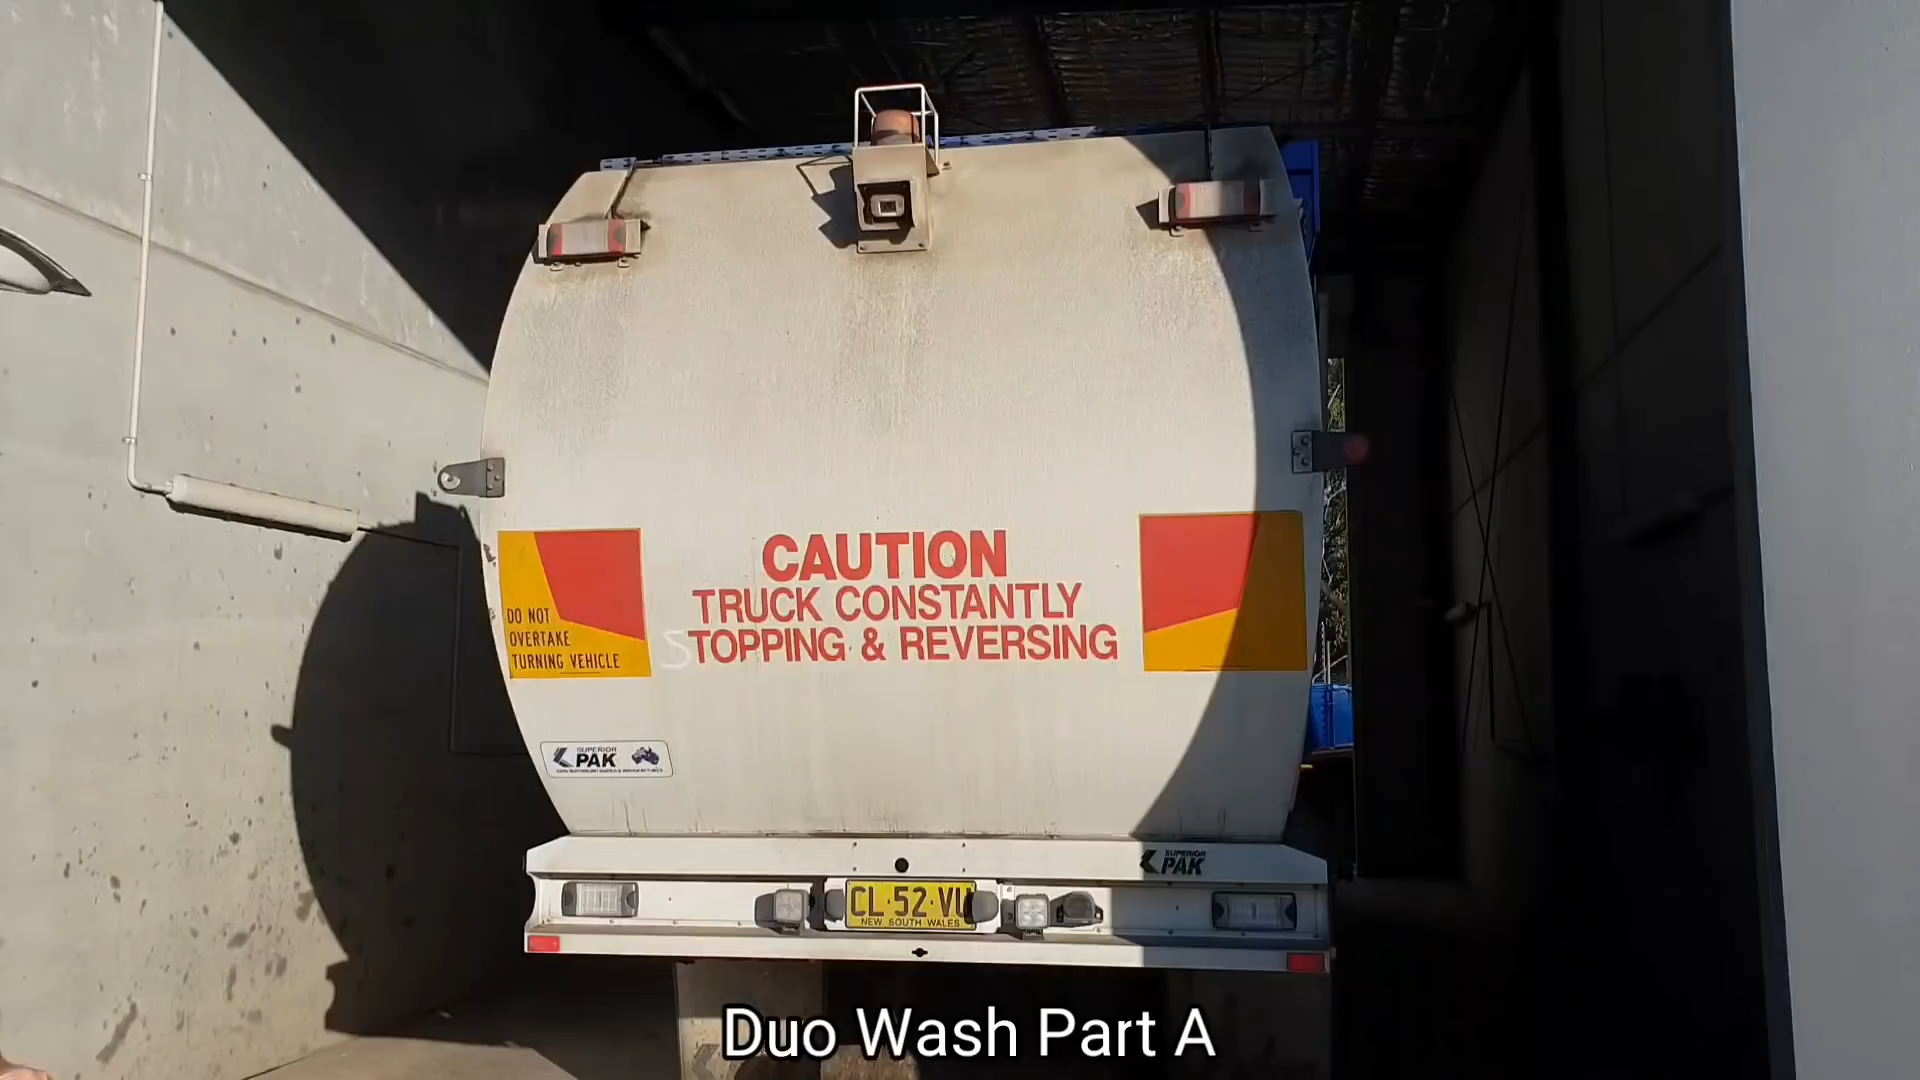 CAUTION
TRUCK CONSTANTLY
STOPPING & REVERSING
DO NOT
OVERTAKE
TURNING VEHICLE
SUPERIOR
PAK
SUPERIOR
PAK
CL·52·VU
NEW SOUTH WALES
Duo Wash Part A